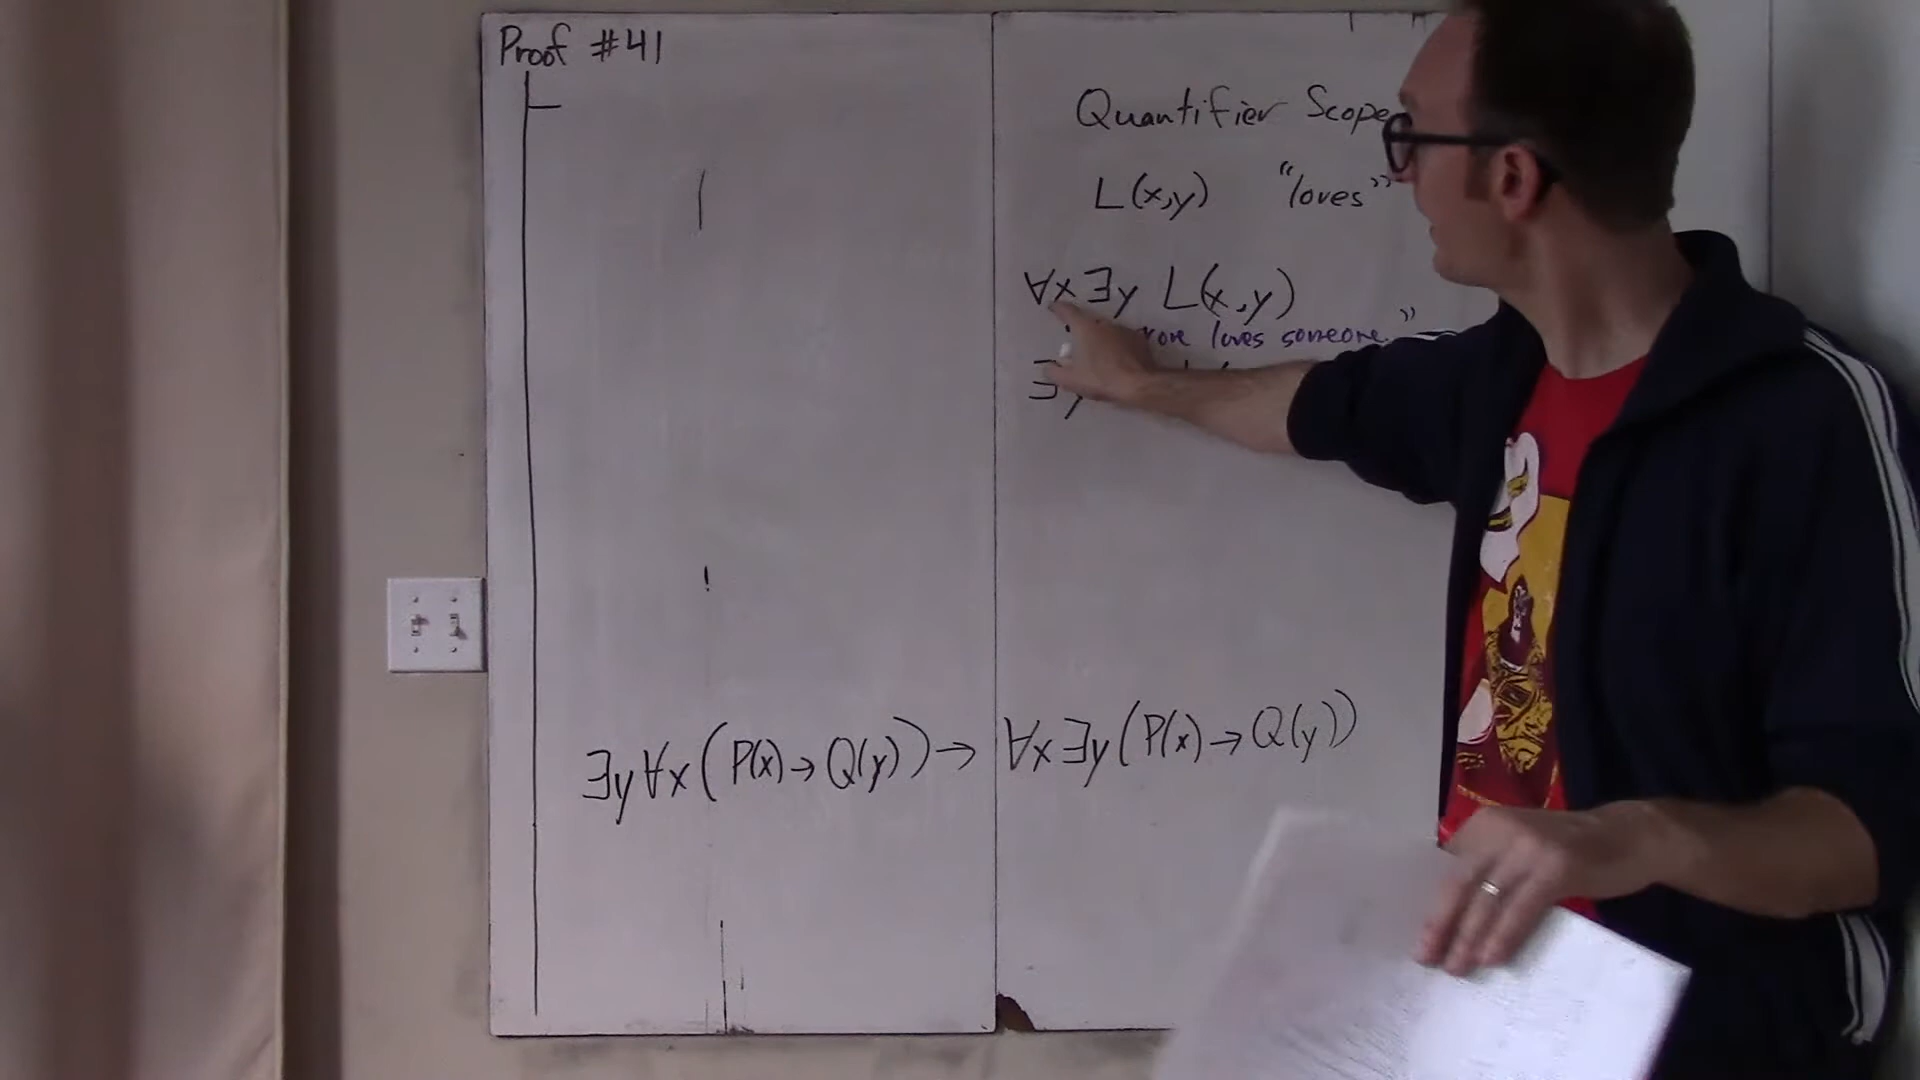 Proof #41
Quantifier Scope
L(x,y) "loves"
∀x∃y L(x,y)
loves someone."
∃y
∃y∀x(P(x)→Q(y))→∀x∃y(P(x)→Q(y))